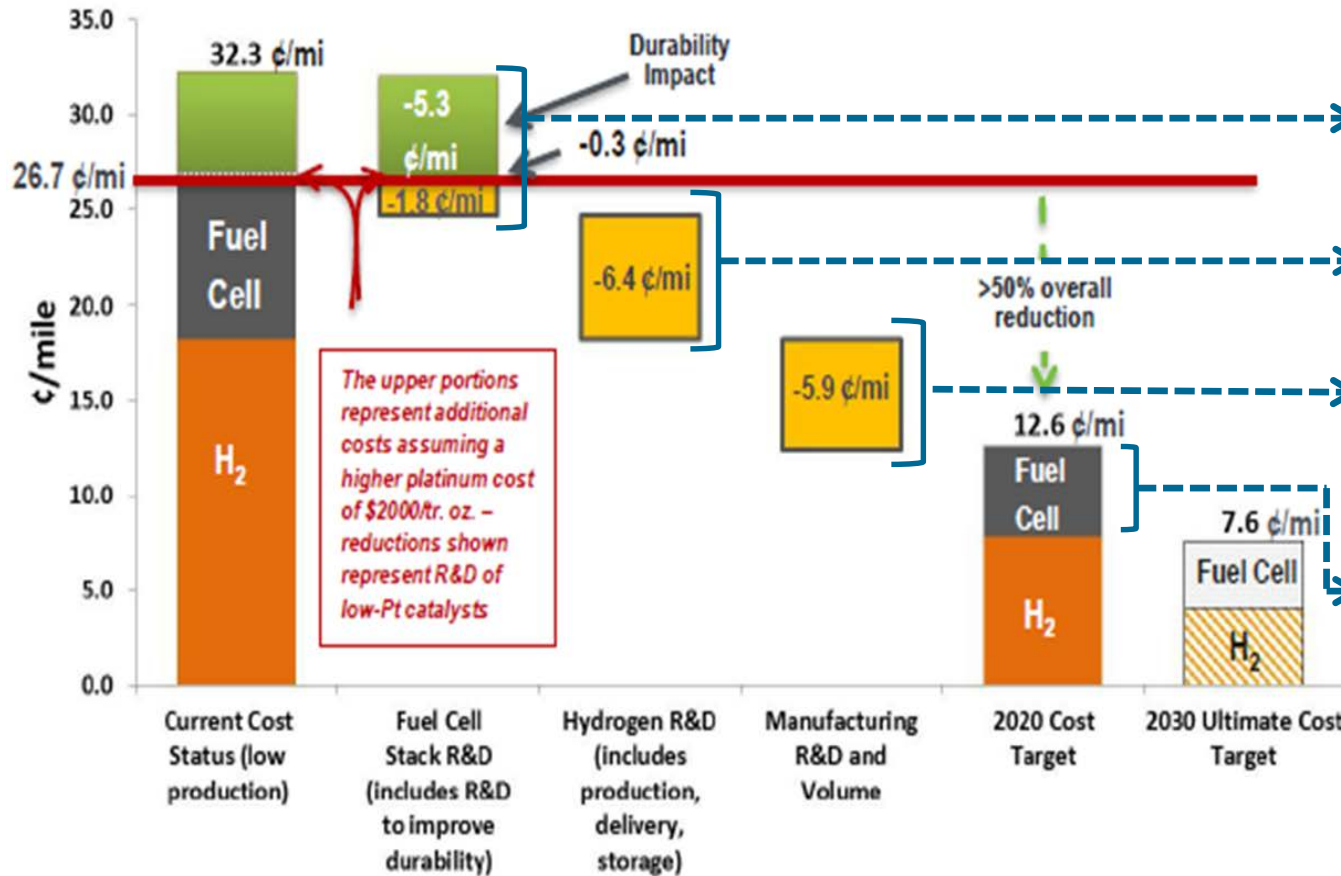 35.0
30.0
25.0
20.0
15.0
10.0
5.0
0.0
¢/mile
26.7 ¢/mi
32.3 ¢/mi
Fuel
Cell
H2
-5.3
¢/mi
-1.8 ¢/mi
Durability
Impact
-0.3 ¢/mi
The upper portions
represent additional
costs assuming a
higher platinum cost
of $2000/tr. oz. –
reductions shown
represent R&D of
low-Pt catalysts
-6.4 ¢/mi
-5.9 ¢/mi
>50% overall
reduction
12.6 ¢/mi
Fuel
Cell
H2
7.6 ¢/mi
Fuel Cell
H2
Current Cost
Status (low
production)
Fuel Cell
Stack R&D
(includes R&D
to improve
durability)
Hydrogen R&D
(includes
production,
delivery,
storage)
Manufacturing
R&D and
Volume
2020 Cost
Target
2030 Ultimate Cost
Target